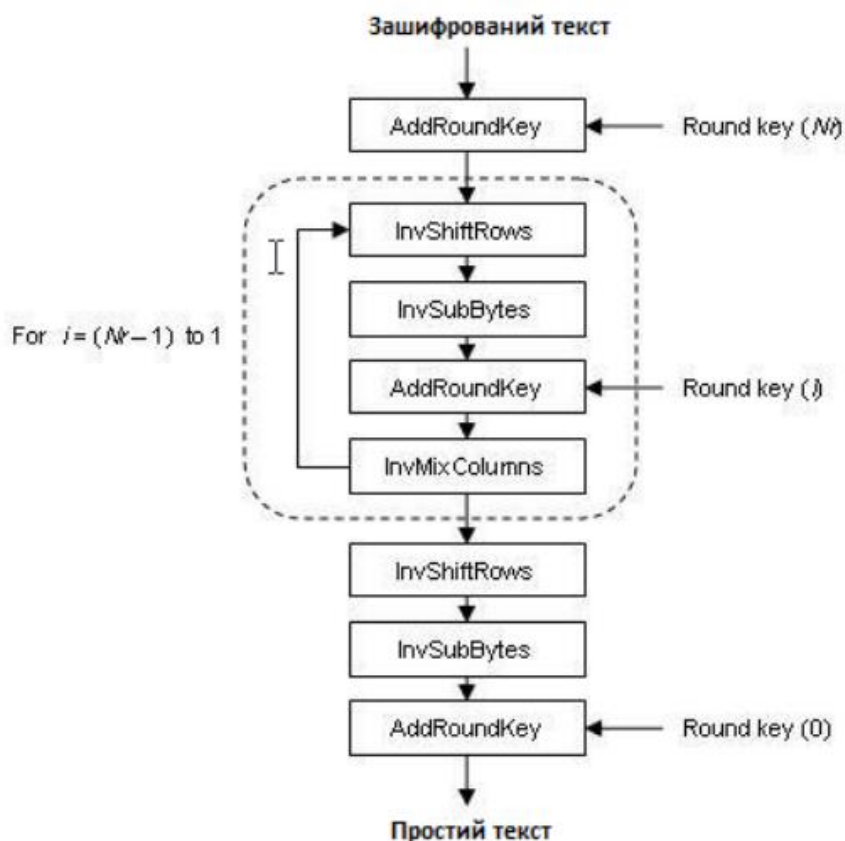 Зашифрований текст
AddRoundKey
Round key (Nr)
InvShiftRows
InvSubBytes
For i = (Nr – 1) to 1
AddRoundKey
Round key (i)
InvMixColumns
InvShiftRows
InvSubBytes
AddRoundKey
Round key (0)
Простий текст